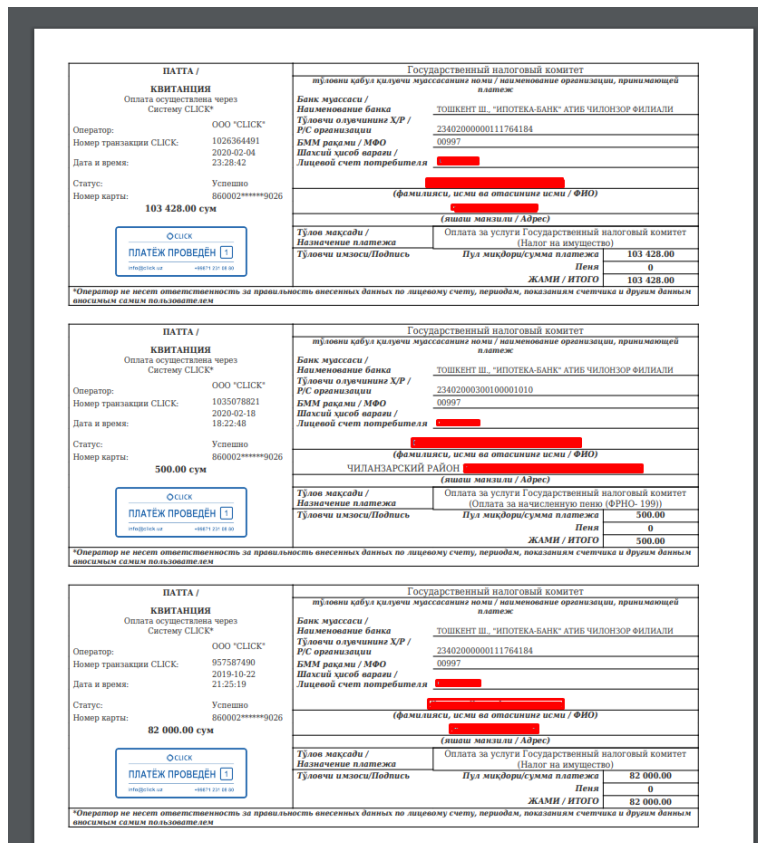 ПАТТА /
КВИТАНЦИЯ
Оплата осуществлена через
Систему CLICK*
Оператор: ООО "CLICK"
Номер транзакции CLICK: 1026364491
Дата и время: 2020-02-04
23:28:42
Статус: Успешно
Номер карты: 860002******9026
103 428.00 сум
CLICK
ПЛАТЁЖ ПРОВЕДЁН 1
info@click.uz
Государственный налоговый комитет
тўловни қабул қилувчи муассасанинг номи / наименование организации, принимающей
платеж
Банк муассаси /
Наименование банка ТОШКЕНТ Ш., "ИПОТЕКА-БАНК" АТИБ ЧИЛОНЗОР ФИЛИАЛИ
Тўловчи олувчининг Х/Р /
Р/С организации 23402000000111764184
БММ рақами / МФО 00997
Шахсий ҳисоб варағи /
Лицевой счет потребителя
(фамилияси, исми ва отасининг исми / ФИО)
(яшаш манзили / Адрес)
Тўлов мақсади / Оплата за услуги Государственный налоговый комитет
Назначение платежа (Налог на имущество)
Тўловчи имзоси/Подпись Пул миқдори/сумма платежа 103 428.00
Пеня 0
ЖАМИ / ИТОГО 103 428.00
*Оператор не несет ответственность за правильность внесенных данных по лицевому счету, периодам, показаниям счетчика и другим данным
вносимым самим пользователем
ПАТТА /
КВИТАНЦИЯ
Оплата осуществлена через
Систему CLICK*
Оператор: ООО "CLICK"
Номер транзакции CLICK: 1035078821
Дата и время: 2020-02-18
18:22:48
Статус: Успешно
Номер карты: 860002******9026
500.00 сум
CLICK
ПЛАТЁЖ ПРОВЕДЁН 1
info@click.uz
Государственный налоговый комитет
тўловни қабул қилувчи муассасанинг номи / наименование организации, принимающей
платеж
Банк муассаси /
Наименование банка ТОШКЕНТ Ш., "ИПОТЕКА-БАНК" АТИБ ЧИЛОНЗОР ФИЛИАЛИ
Тўловчи олувчининг Х/Р /
Р/С организации 23402000300100001010
БММ рақами / МФО 00997
Шахсий ҳисоб варағи /
Лицевой счет потребителя
(фамилияси, исми ва отасининг исми / ФИО)
ЧИЛАНЗАРСКИЙ РАЙОН
(яшаш манзили / Адрес)
Тўлов мақсади / Оплата за услуги Государственный налоговый комитет
Назначение платежа (Оплата за начисленную пеню (ФРНО- 199))
Тўловчи имзоси/Подпись Пул миқдори/сумма платежа 500.00
Пеня 0
ЖАМИ / ИТОГО 500.00
*Оператор не несет ответственность за правильность внесенных данных по лицевому счету, периодам, показаниям счетчика и другим данным
вносимым самим пользователем
ПАТТА /
КВИТАНЦИЯ
Оплата осуществлена через
Систему CLICK*
Оператор: ООО "CLICK"
Номер транзакции CLICK: 957587490
Дата и время: 2019-10-22
21:25:19
Статус: Успешно
Номер карты: 860002******9026
82 000.00 сум
CLICK
ПЛАТЁЖ ПРОВЕДЁН 1
info@click.uz
Государственный налоговый комитет
тўловни қабул қилувчи муассасанинг номи / наименование организации, принимающей
платеж
Банк муассаси /
Наименование банка ТОШКЕНТ Ш., "ИПОТЕКА-БАНК" АТИБ ЧИЛОНЗОР ФИЛИАЛИ
Тўловчи олувчининг Х/Р /
Р/С организации 23402000000111764184
БММ рақами / МФО 00997
Шахсий ҳисоб варағи /
Лицевой счет потребителя
(фамилияси, исми ва отасининг исми / ФИО)
(яшаш манзили / Адрес)
Тўлов мақсади / Оплата за услуги Государственный налоговый комитет
Назначение платежа (Налог на имущество)
Тўловчи имзоси/Подпись Пул миқдори/сумма платежа 82 000.00
Пеня 0
ЖАМИ / ИТОГО 82 000.00
*Оператор не несет ответственность за правильность внесенных данных по лицевому счету, периодам, показаниям счетчика и другим данным
вносимым самим пользователем